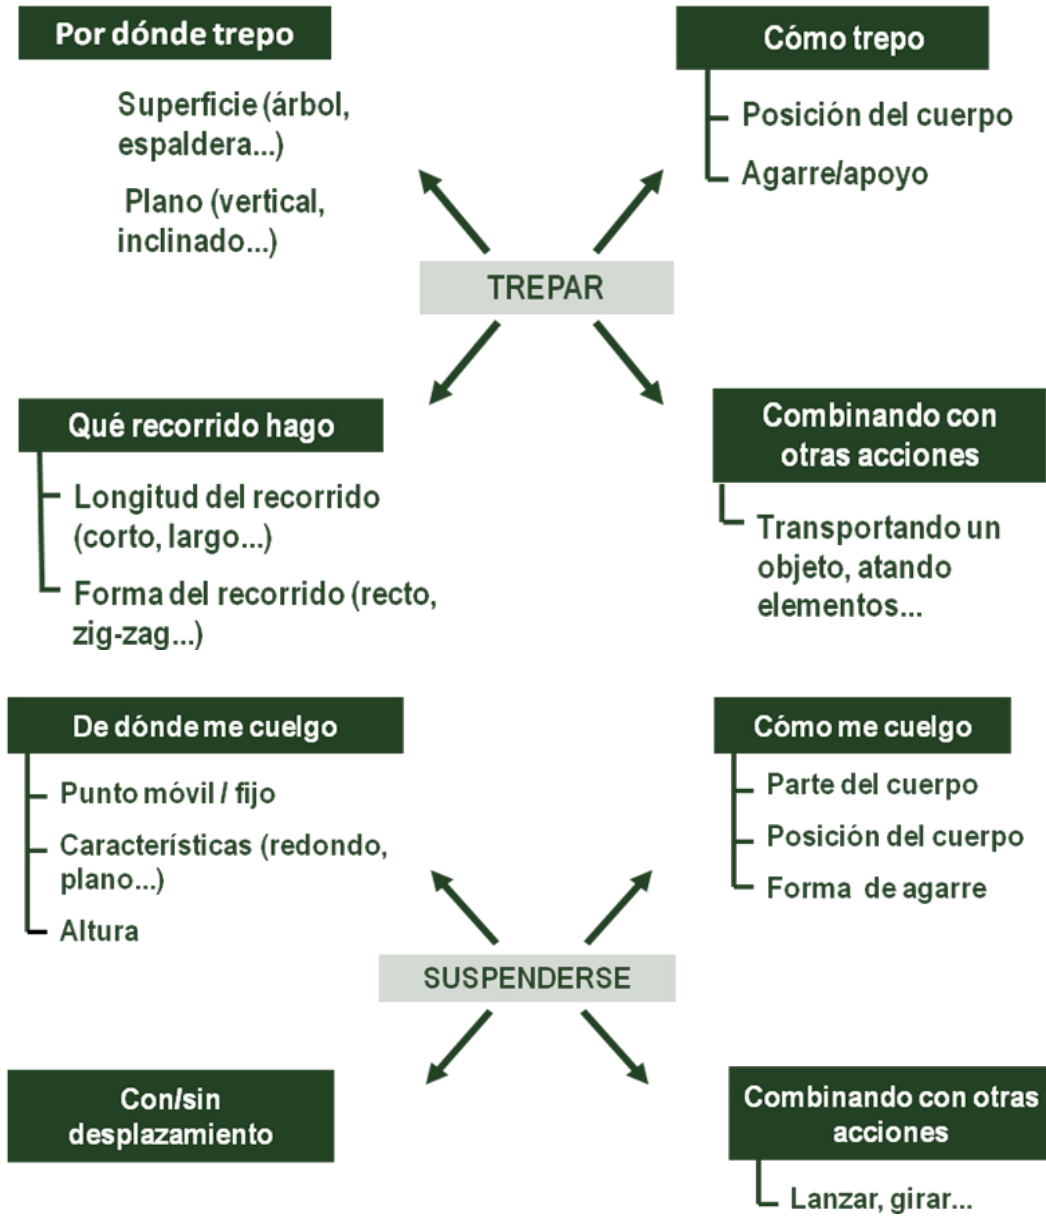 Por dónde trepo
Superficie (árbol,
espaldera...)
Plano (vertical,
inclinado...)
Cómo trepo
Posición del cuerpo
Agarre/apoyo
TREPAR
Qué recorrido hago
Longitud del recorrido
(corto, largo...)
Forma del recorrido (recto,
zig-zag...)
Combinando con
otras acciones
Transportando un
objeto, atando
elementos...
De dónde me cuelgo
Punto móvil / fijo
Características (redondo,
plano...)
Altura
Cómo me cuelgo
Parte del cuerpo
Posición del cuerpo
Forma de agarre
SUSPENDERSE
Con/sin
desplazamiento
Combinando con otras
acciones
Lanzar, girar...